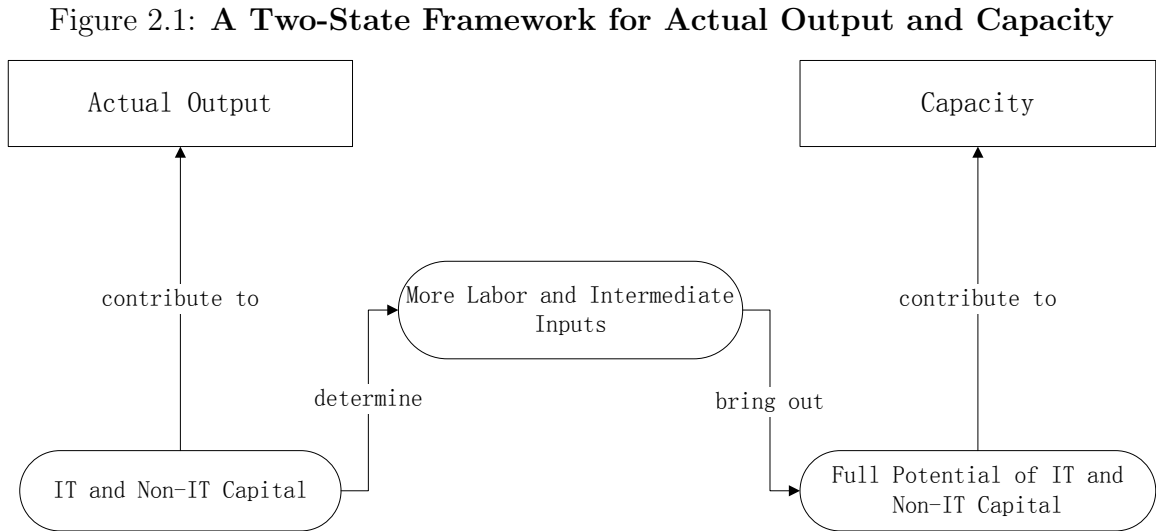 Figure 2.1: A Two-State Framework for Actual Output and Capacity
Actual Output
Capacity
More Labor and Intermediate
Inputs
contribute to
contribute to
determine
bring out
IT and Non-IT Capital
Full Potential of IT and
Non-IT Capital